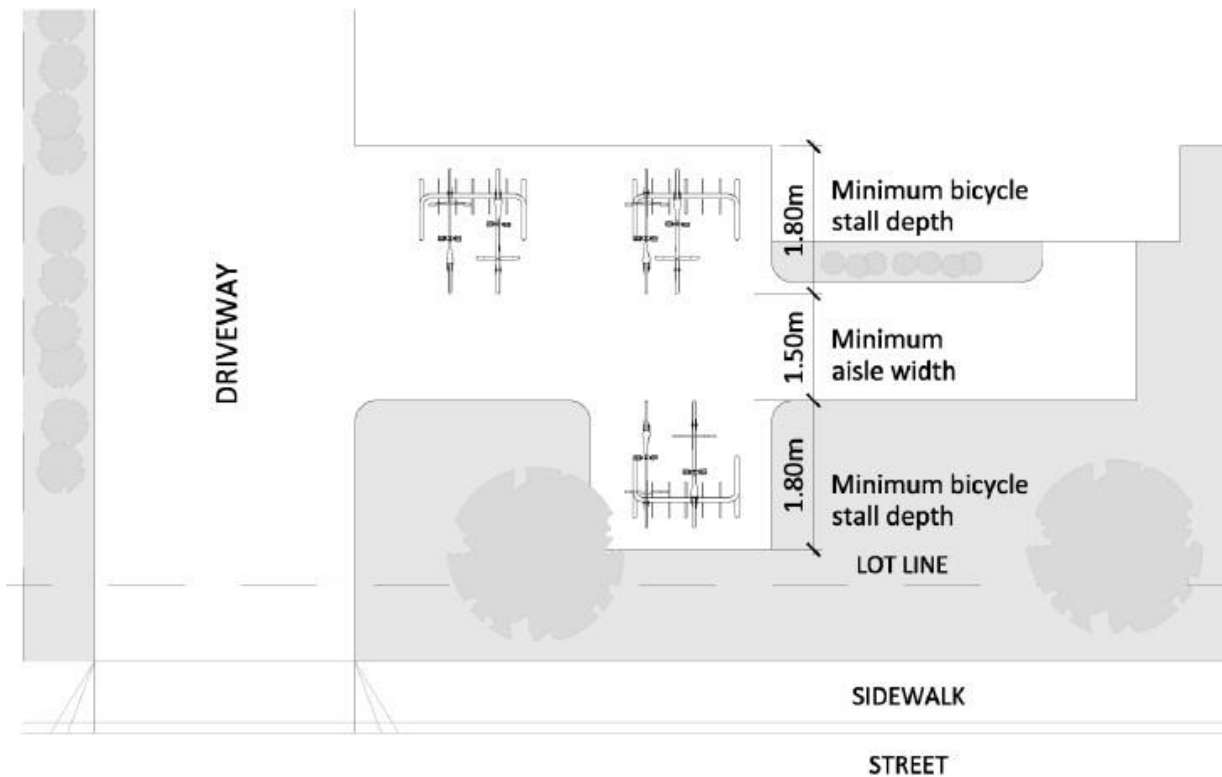 DRIVEWAY
1.80m
Minimum bicycle
stall depth
1.50m
Minimum
aisle width
1.80m
Minimum bicycle
stall depth
LOT LINE
SIDEWALK
STREET